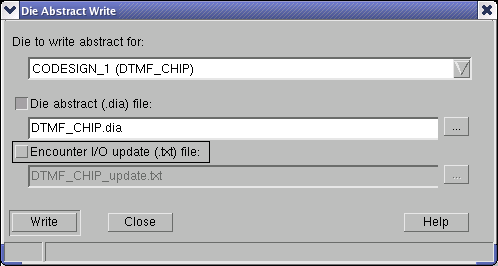 Die Abstract Write
Die to write abstract for:
CODESIGN_1 (DTMF_CHIP)
Die abstract (.dia) file:
DTMF_CHIP.dia
...
Encounter I/O update (.txt) file:
DTMF_CHIP_update.txt
...
Write Close Help